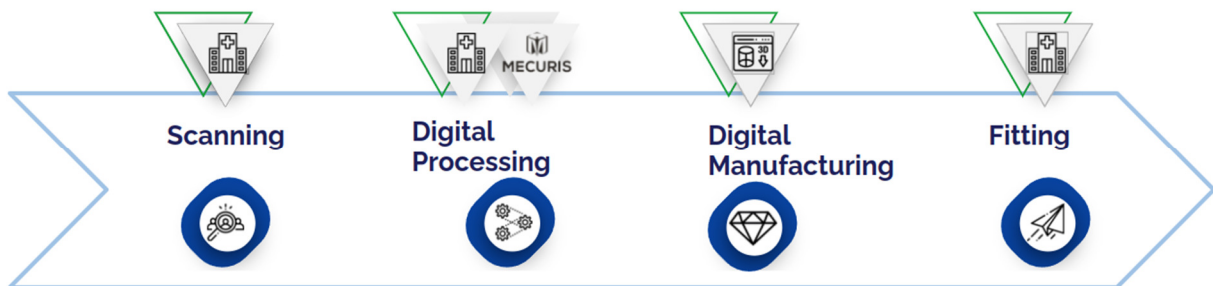 MECURIS
3D
Scanning
Digital
Processing
Digital
Manufacturing
Fitting